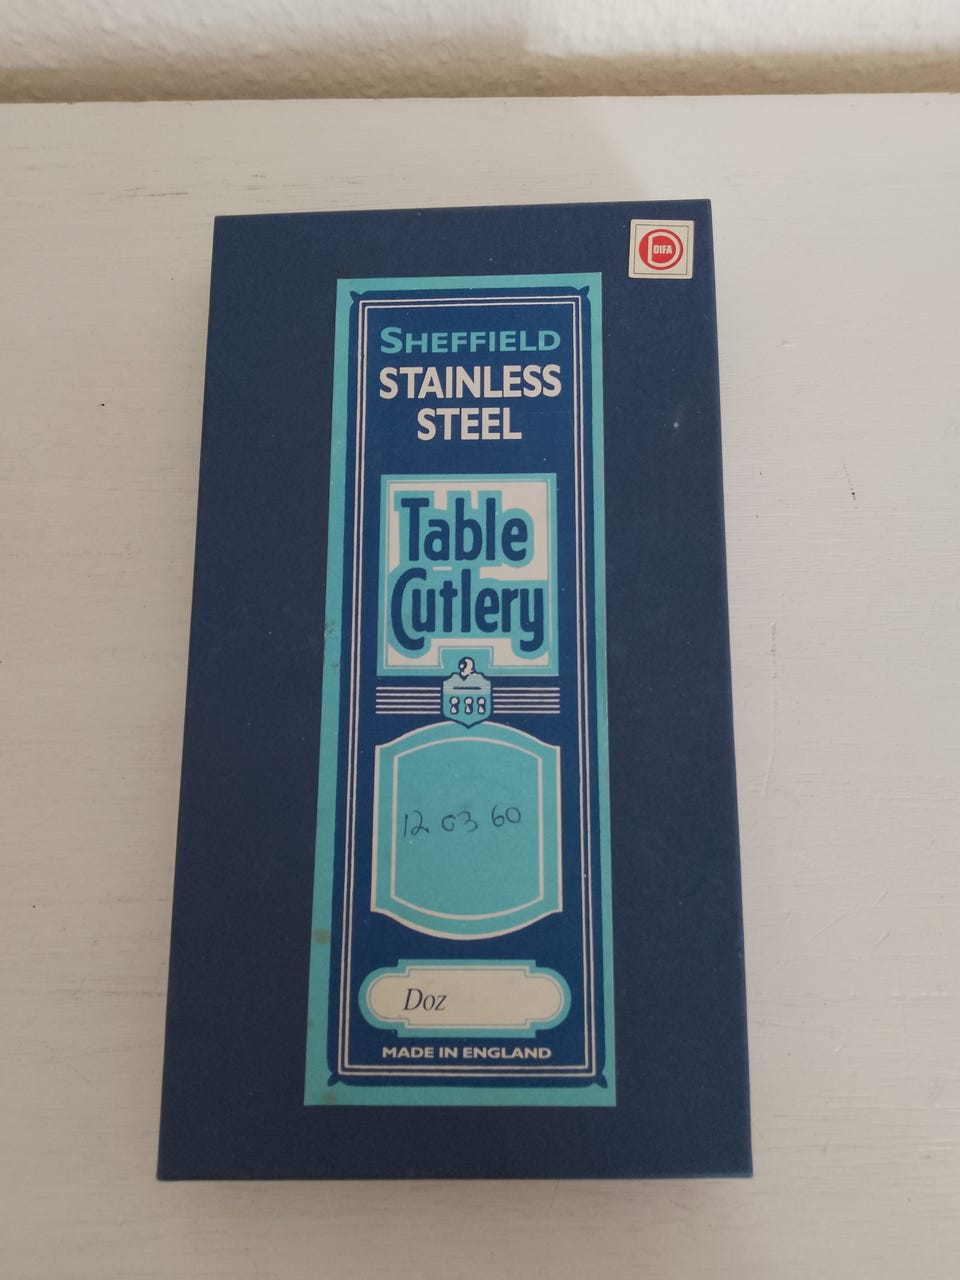 DIFA
SHEFFIELD
STAINLESS
STEEL
Table
Cutlery
12 03 60
Doz
MADE IN ENGLAND